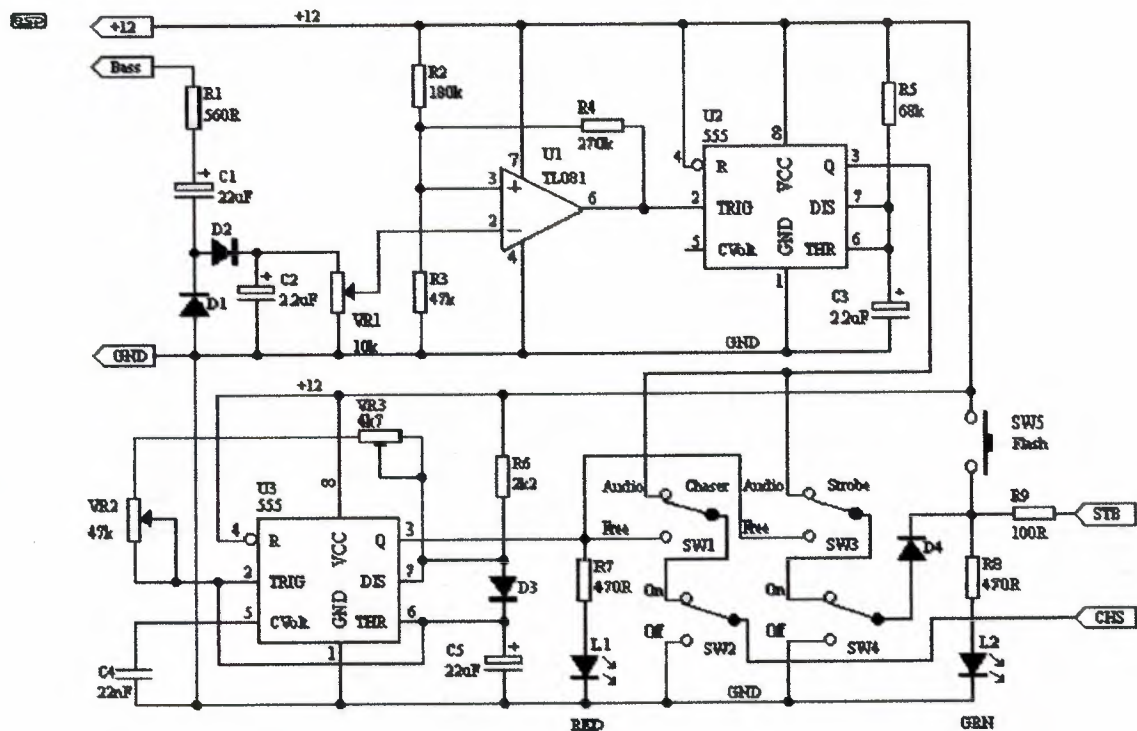 +12
+12
Bass
R1
560R
R2
180k
R4
270k
R5
68k
U2
555
U1
TL081
C1
22uF
4
R
8
VCC
Q
3
7
3
+
6
2
TRIG
DIS
7
2
−
4
5
CVolt
GND
THR
6
1
D2
C2
2.2uF
D1
R3
47k
VR1
10k
C3
2.2uF
GND
GND
+12
VR3
4k7
SW5
Flash
R6
2k2
U3
555
8
Audio
Chaser
Audio
Strobe
VR2
47k
R9
100R
STB
4
R
VCC
Q
3
Free
SW1
Free
SW3
D4
2
TRIG
DIS
7
R7
470R
R8
470R
D3
5
CVolt
GND
THR
6
On
On
1
CHS
Off
SW2
Off
SW4
C4
22nF
C5
22uF
L1
L2
GND
RED
GRN